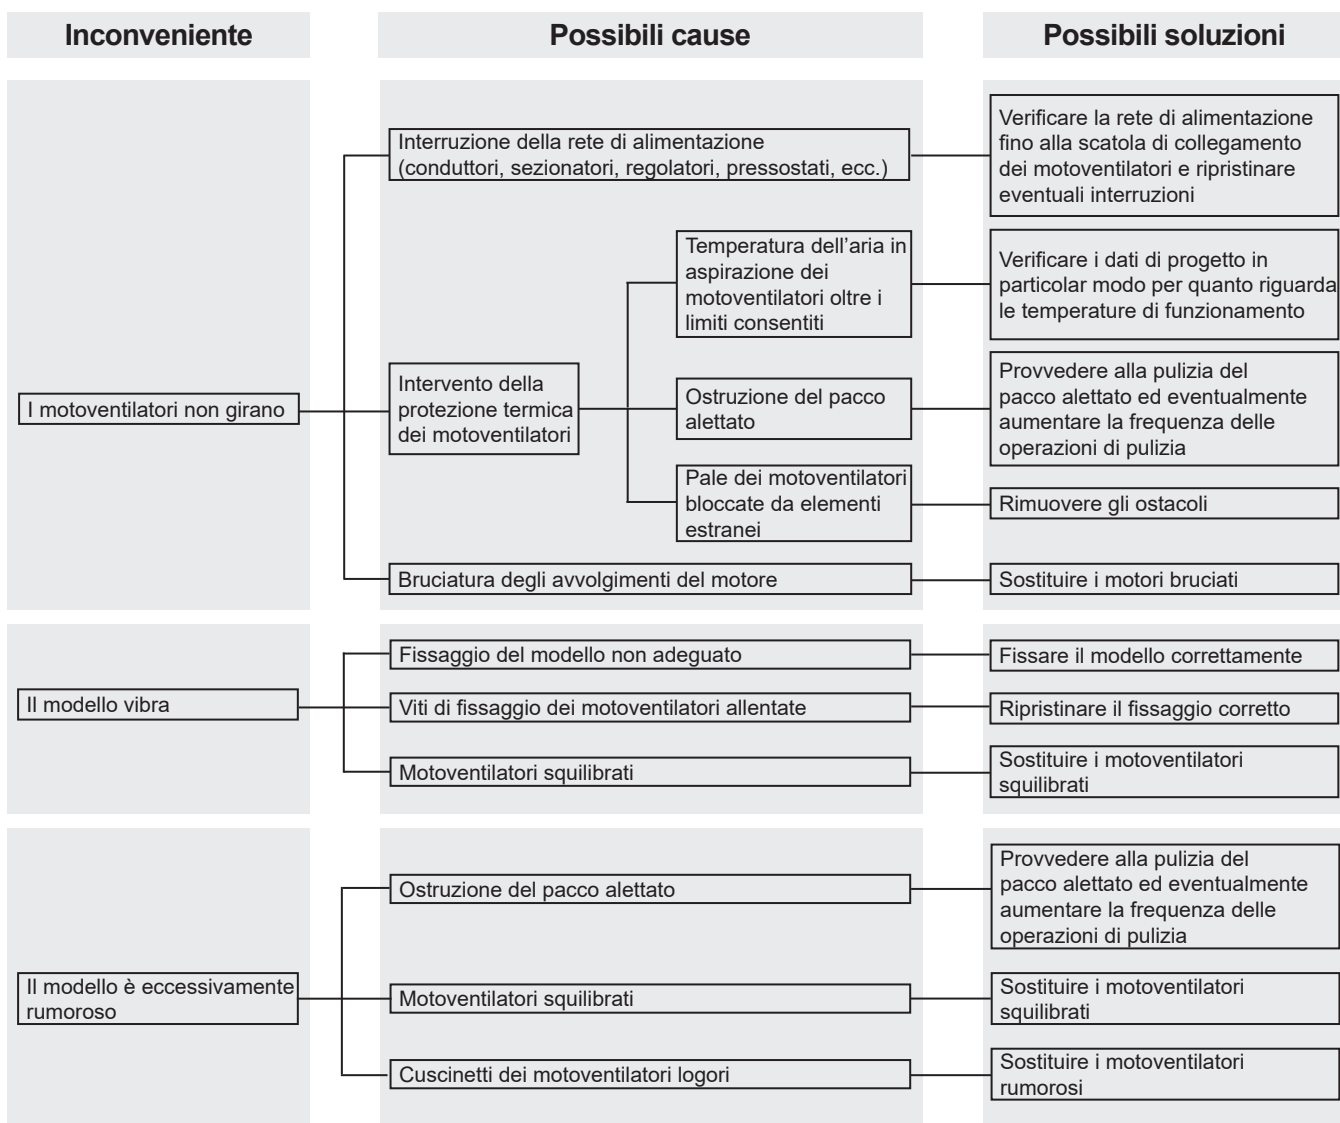 Inconveniente
Possibili cause
Possibili soluzioni
I motoventilatori non girano
Interruzione della rete di alimentazione
(conduttori, sezionatori, regolatori, pressostati, ecc.)
Verificare la rete di alimentazione
fino alla scatola di collegamento
dei motoventilatori e ripristinare
eventuali interruzioni
Intervento della
protezione termica
dei motoventilatori
Temperatura dell’aria in
aspirazione dei
motoventilatori oltre i
limiti consentiti
Verificare i dati di progetto in
particolar modo per quanto riguarda
le temperature di funzionamento
Ostruzione del pacco
alettato
Provvedere alla pulizia del
pacco alettato ed eventualmente
aumentare la frequenza delle
operazioni di pulizia
Pale dei motoventilatori
bloccate da elementi
estranei
Rimuovere gli ostacoli
Bruciatura degli avvolgimenti del motore
Sostituire i motori bruciati
Il modello vibra
Fissaggio del modello non adeguato
Fissare il modello correttamente
Viti di fissaggio dei motoventilatori allentate
Ripristinare il fissaggio corretto
Motoventilatori squilibrati
Sostituire i motoventilatori
squilibrati
Il modello è eccessivamente
rumoroso
Ostruzione del pacco alettato
Provvedere alla pulizia del
pacco alettato ed eventualmente
aumentare la frequenza delle
operazioni di pulizia
Motoventilatori squilibrati
Sostituire i motoventilatori
squilibrati
Cuscinetti dei motoventilatori logori
Sostituire i motoventilatori
rumorosi